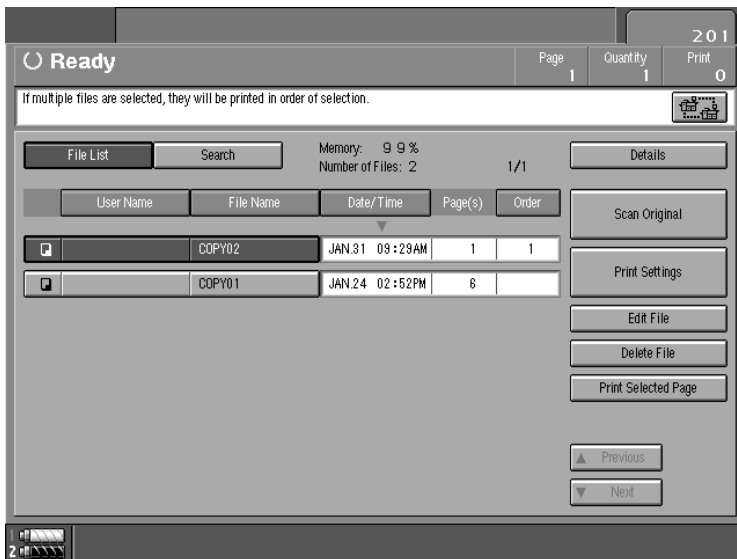 201
Ready
Page
1
Quantity
1
Print
0
If multiple files are selected, they will be printed in order of selection.
File List
Search
Memory: 99%
Number of Files: 2
1/1
Details
User Name
File Name
Date/Time
Page(s)
Order
Scan Original
COPY02 JAN.31 09:29AM 1 1
COPY01 JAN.24 02:52PM 6
Print Settings
Edit File
Delete File
Print Selected Page
▲ Previous
▼ Next
1
2